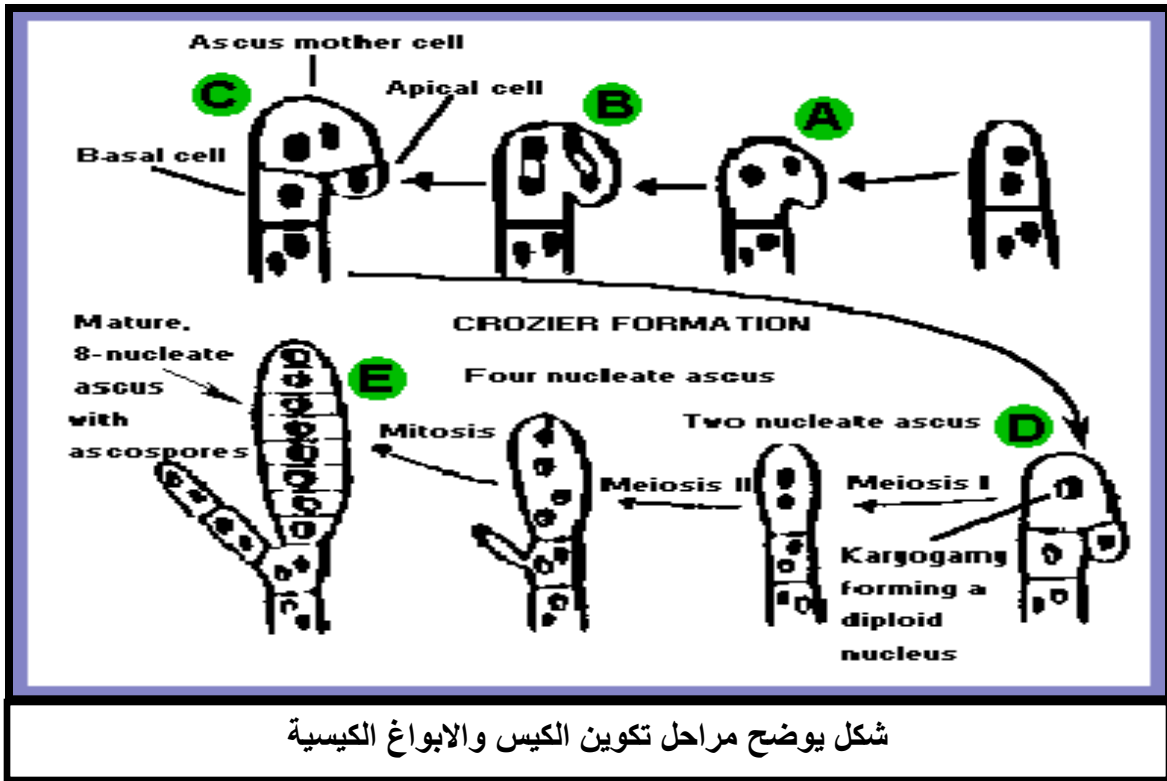 Ascus mother cell
C
Apical cell
B
A
Basal cell
Mature,
8-nucleate
ascus
with
ascospores
CROZIER FORMATION
E
Four nucleate ascus
Two nucleate ascus
D
Mitosis
Meiosis II
Meiosis I
Karyogamy
forming a
diploid
nucleus
شكل يوضح مراحل تكوين الكيس والابواغ الكيسية